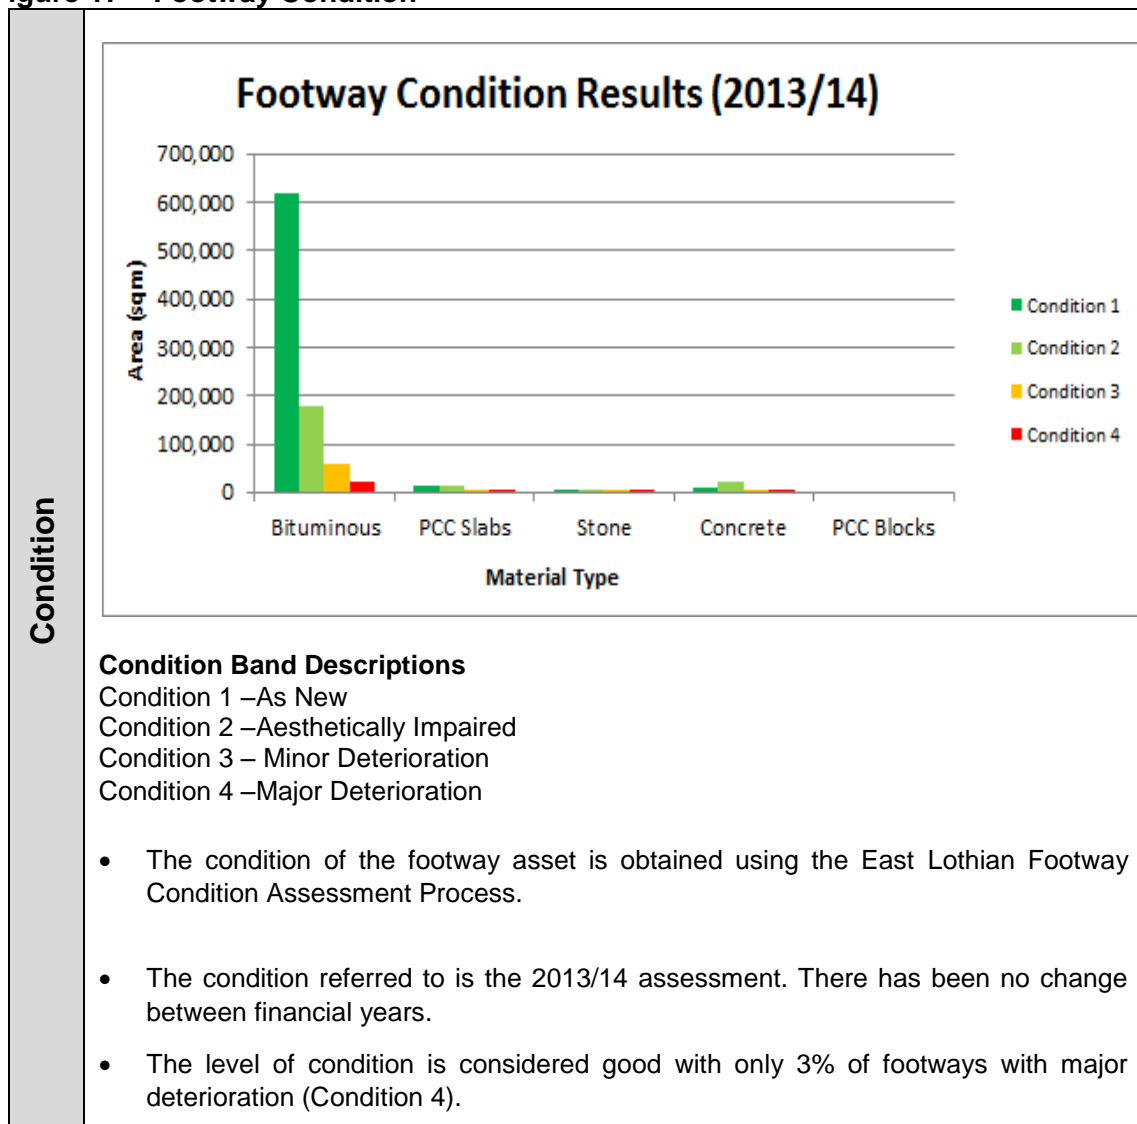 Footway Condition
Footway Condition Results (2013/14)
700,000
600,000
500,000
400,000
300,000
200,000
100,000
0
Area (sqm)
Bituminous PCC Slabs Stone Concrete PCC Blocks
Material Type
Condition 1
Condition 2
Condition 3
Condition 4
Condition
Condition Band Descriptions
Condition 1 –As New
Condition 2 –Aesthetically Impaired
Condition 3 – Minor Deterioration
Condition 4 –Major Deterioration
• The condition of the footway asset is obtained using the East Lothian Footway
Condition Assessment Process.
• The condition referred to is the 2013/14 assessment. There has been no change
between financial years.
• The level of condition is considered good with only 3% of footways with major
deterioration (Condition 4).